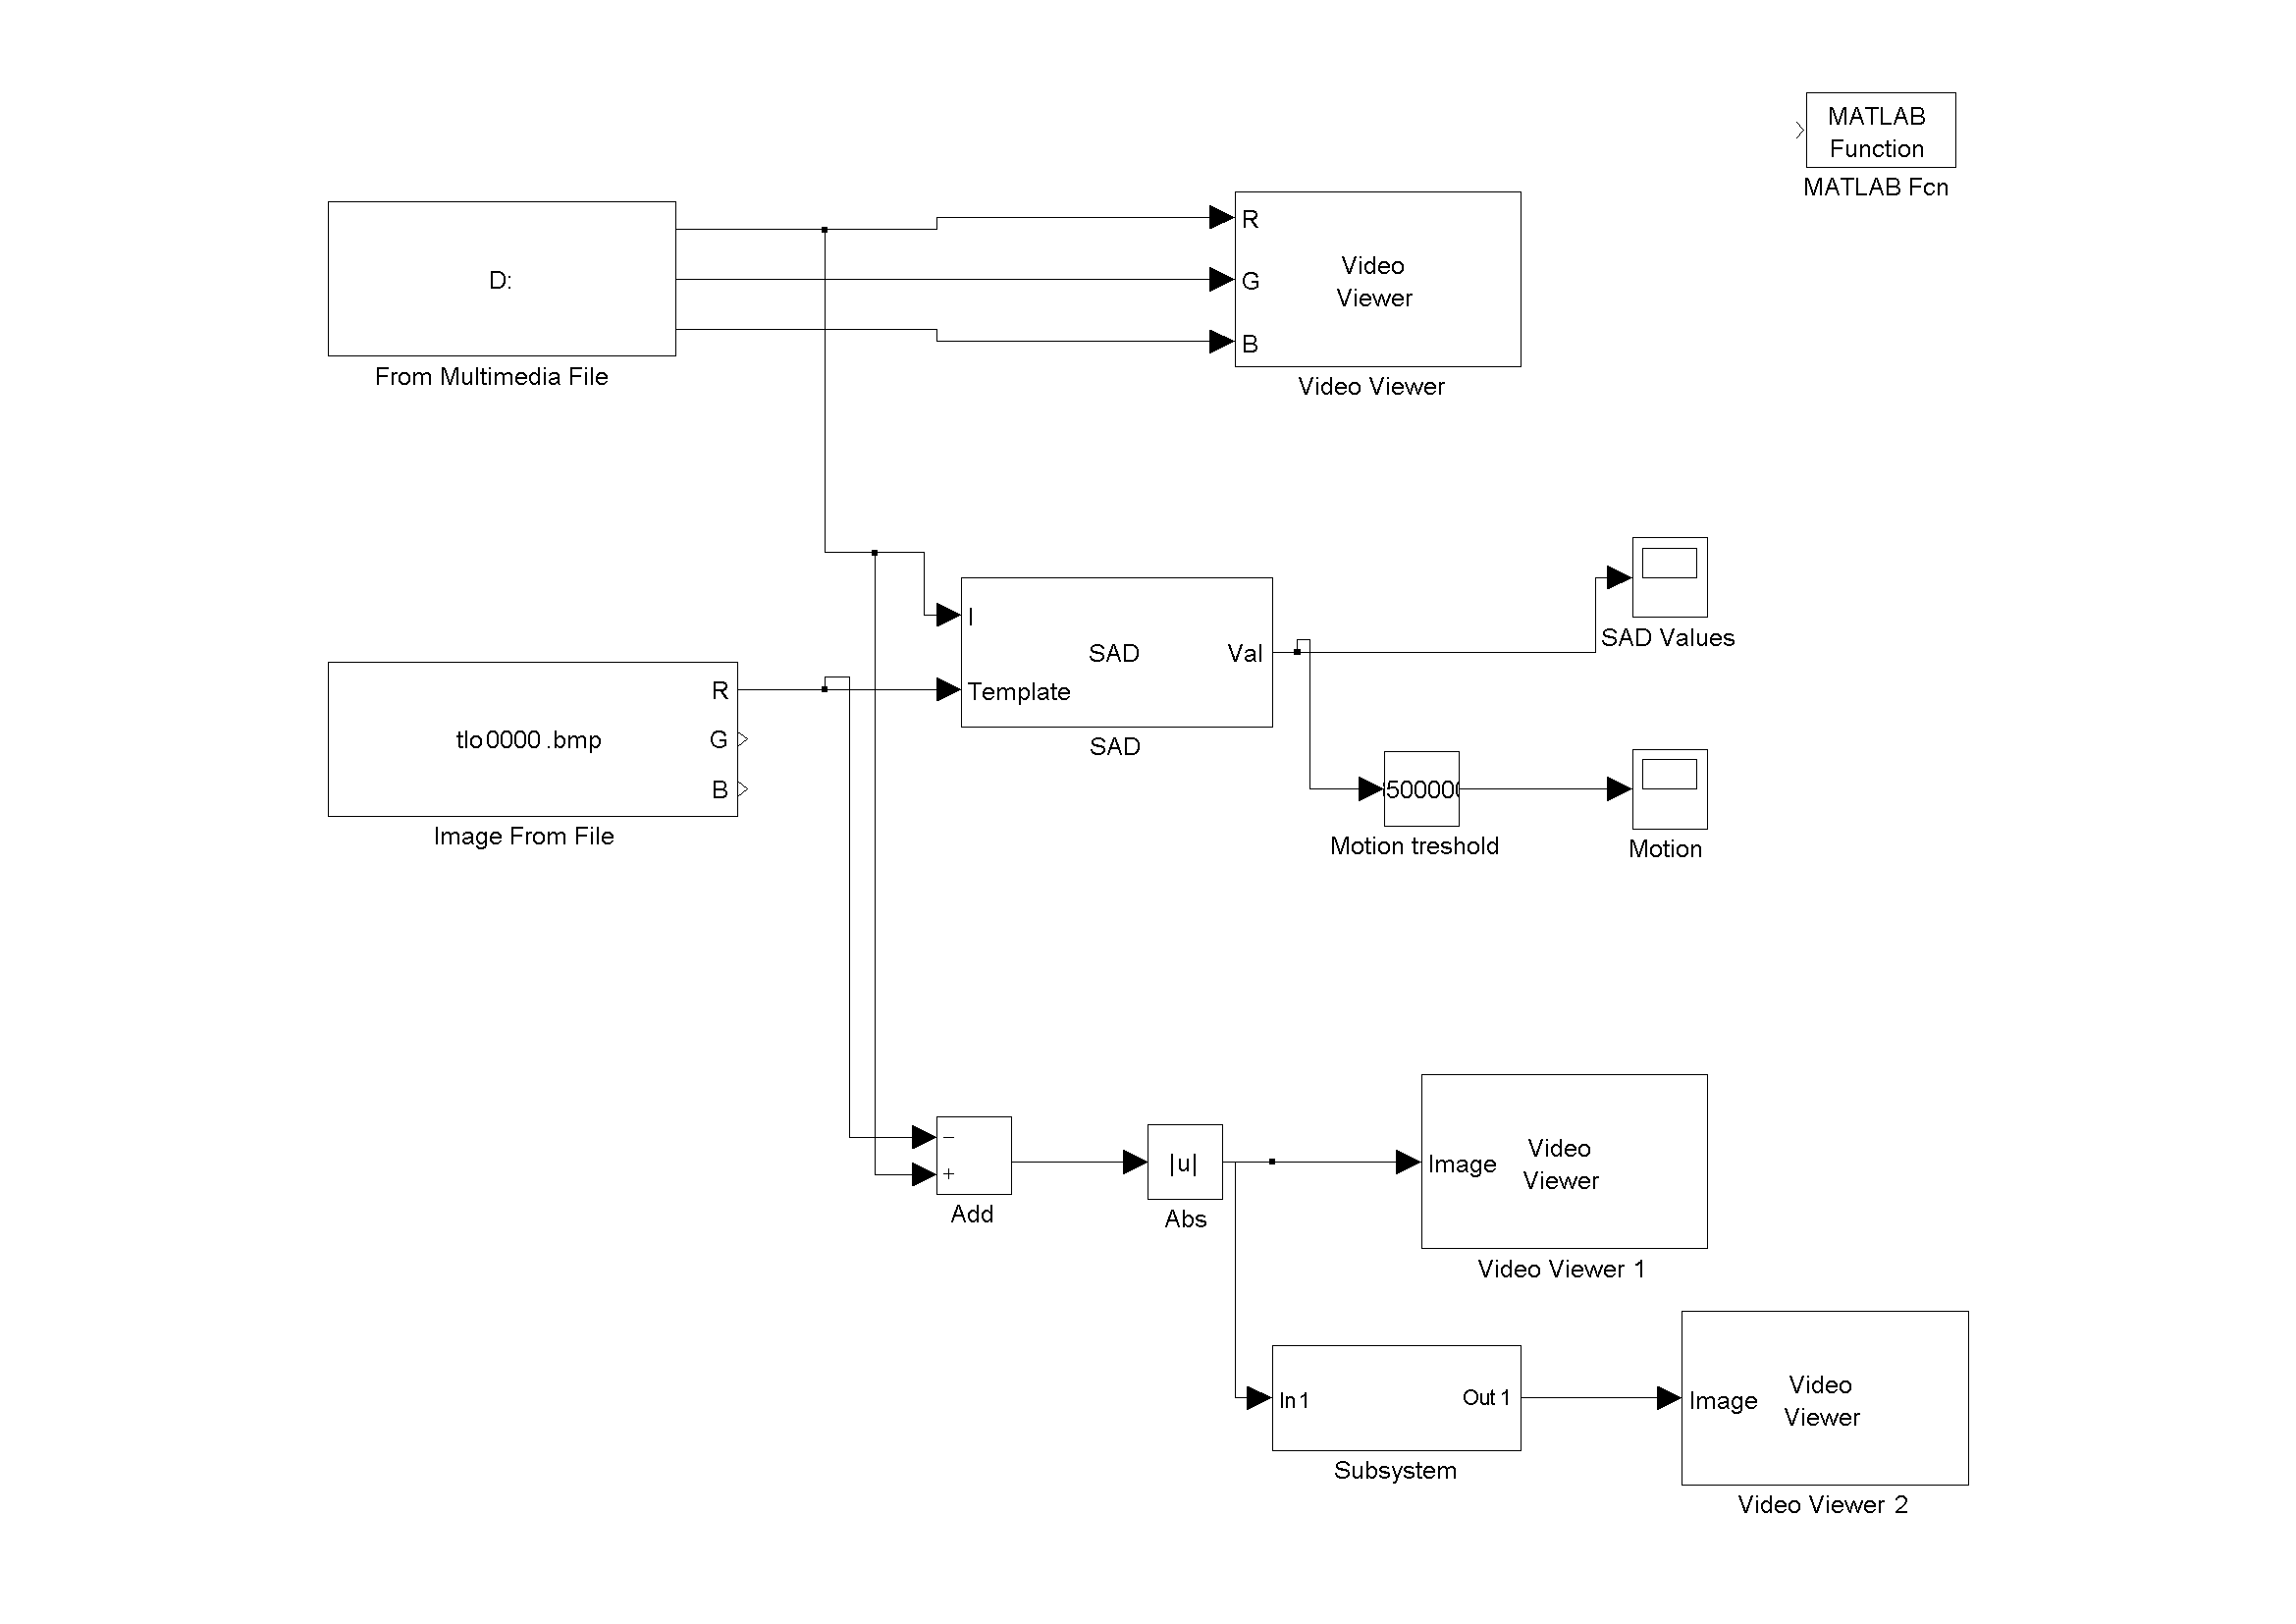 MATLAB
Function
MATLAB Fcn
D:
From Multimedia File
R
G
B
Video
Viewer
Video Viewer
I
Template
SAD
Val
SAD
SAD Values
tlo0000.bmp
R
G
B
Image From File
500000
Motion treshold
Motion
−
+
Add
|u|
Abs
Image
Video
Viewer
Video Viewer 1
In1
Out 1
Subsystem
Image
Video
Viewer
Video Viewer 2